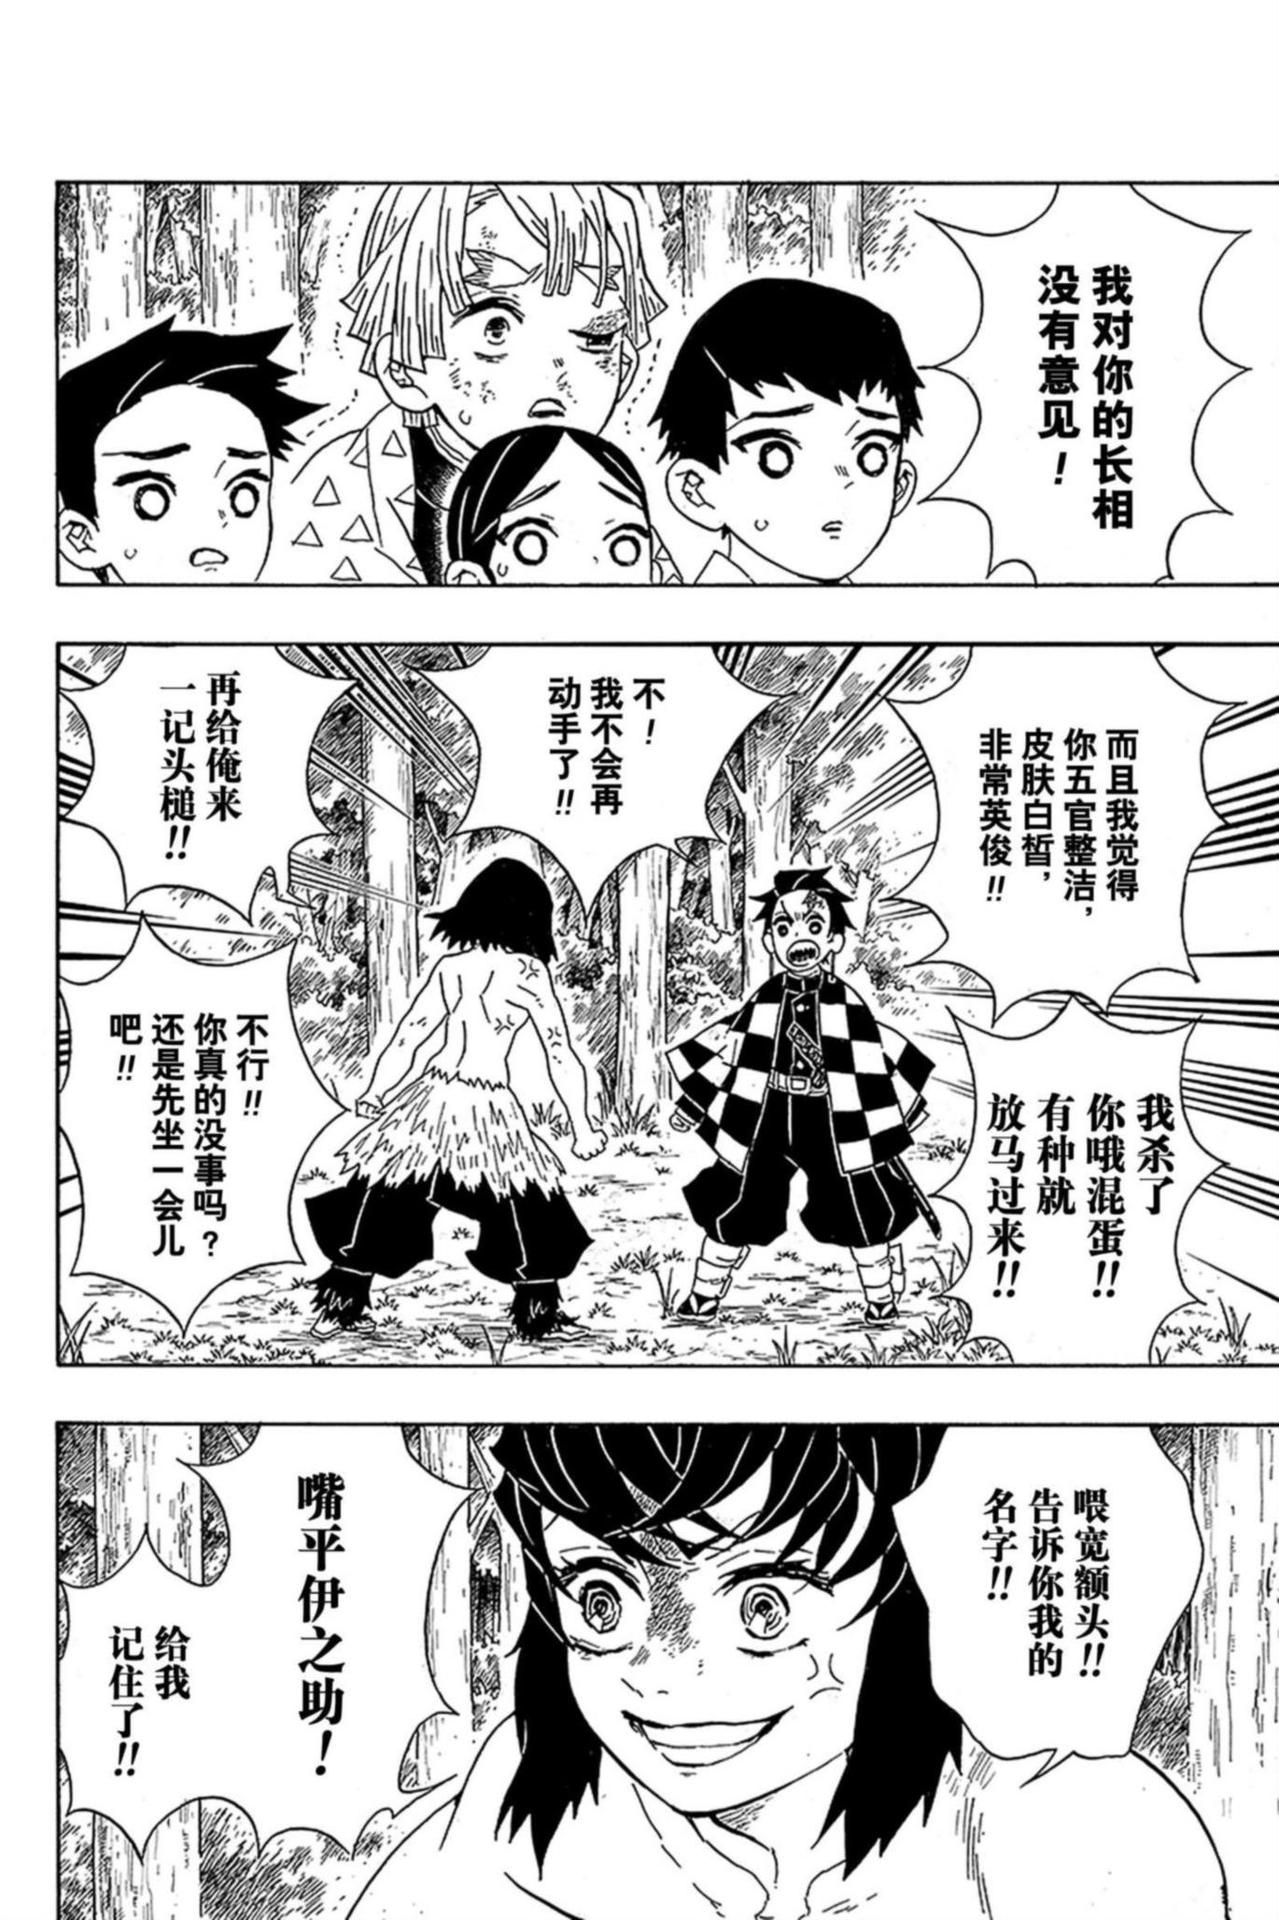 我对你的长相
没有意见！
而且我觉得
你五官整洁，
皮肤白皙，
非常英俊!!
我杀了
你哦混蛋!!
有种就
放马过来!!
不！
我不会再
动手了!!
再给俺来
一记头槌!!
不行!!
你真的没事吗？
还是先坐一会儿
吧!!
喂宽额头!!
告诉你我的
名字!!
嘴平伊之助！
给我
记住了!!